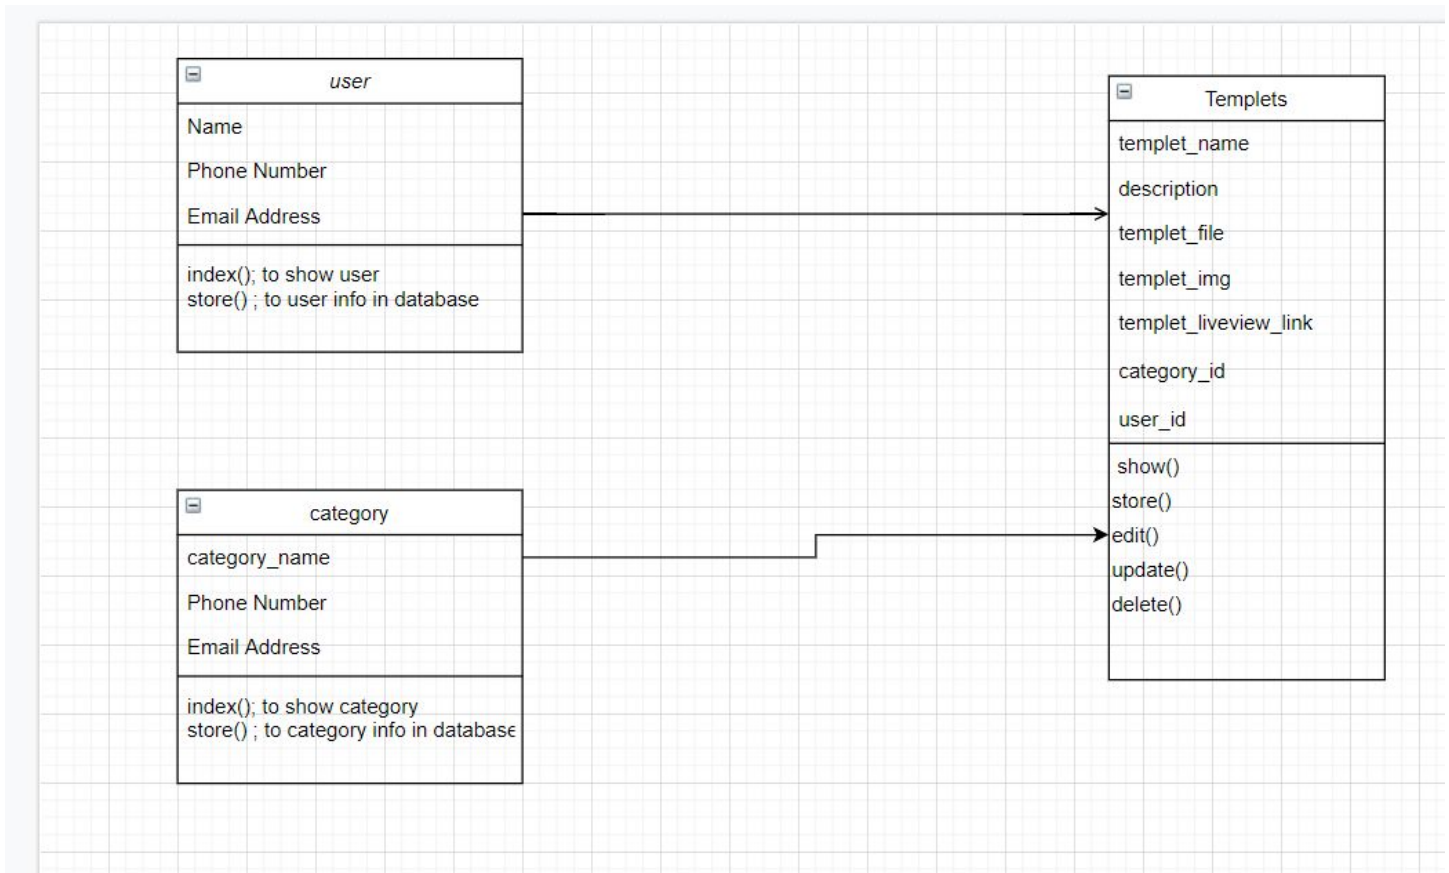 user
Name
Phone Number
Email Address
index(); to show user
store() ; to user info in database
Templets
templet_name
description
templet_file
templet_img
templet_liveview_link
category_id
user_id
show()
store()
edit()
update()
delete()
category
category_name
Phone Number
Email Address
index(); to show category
store() ; to category info in database